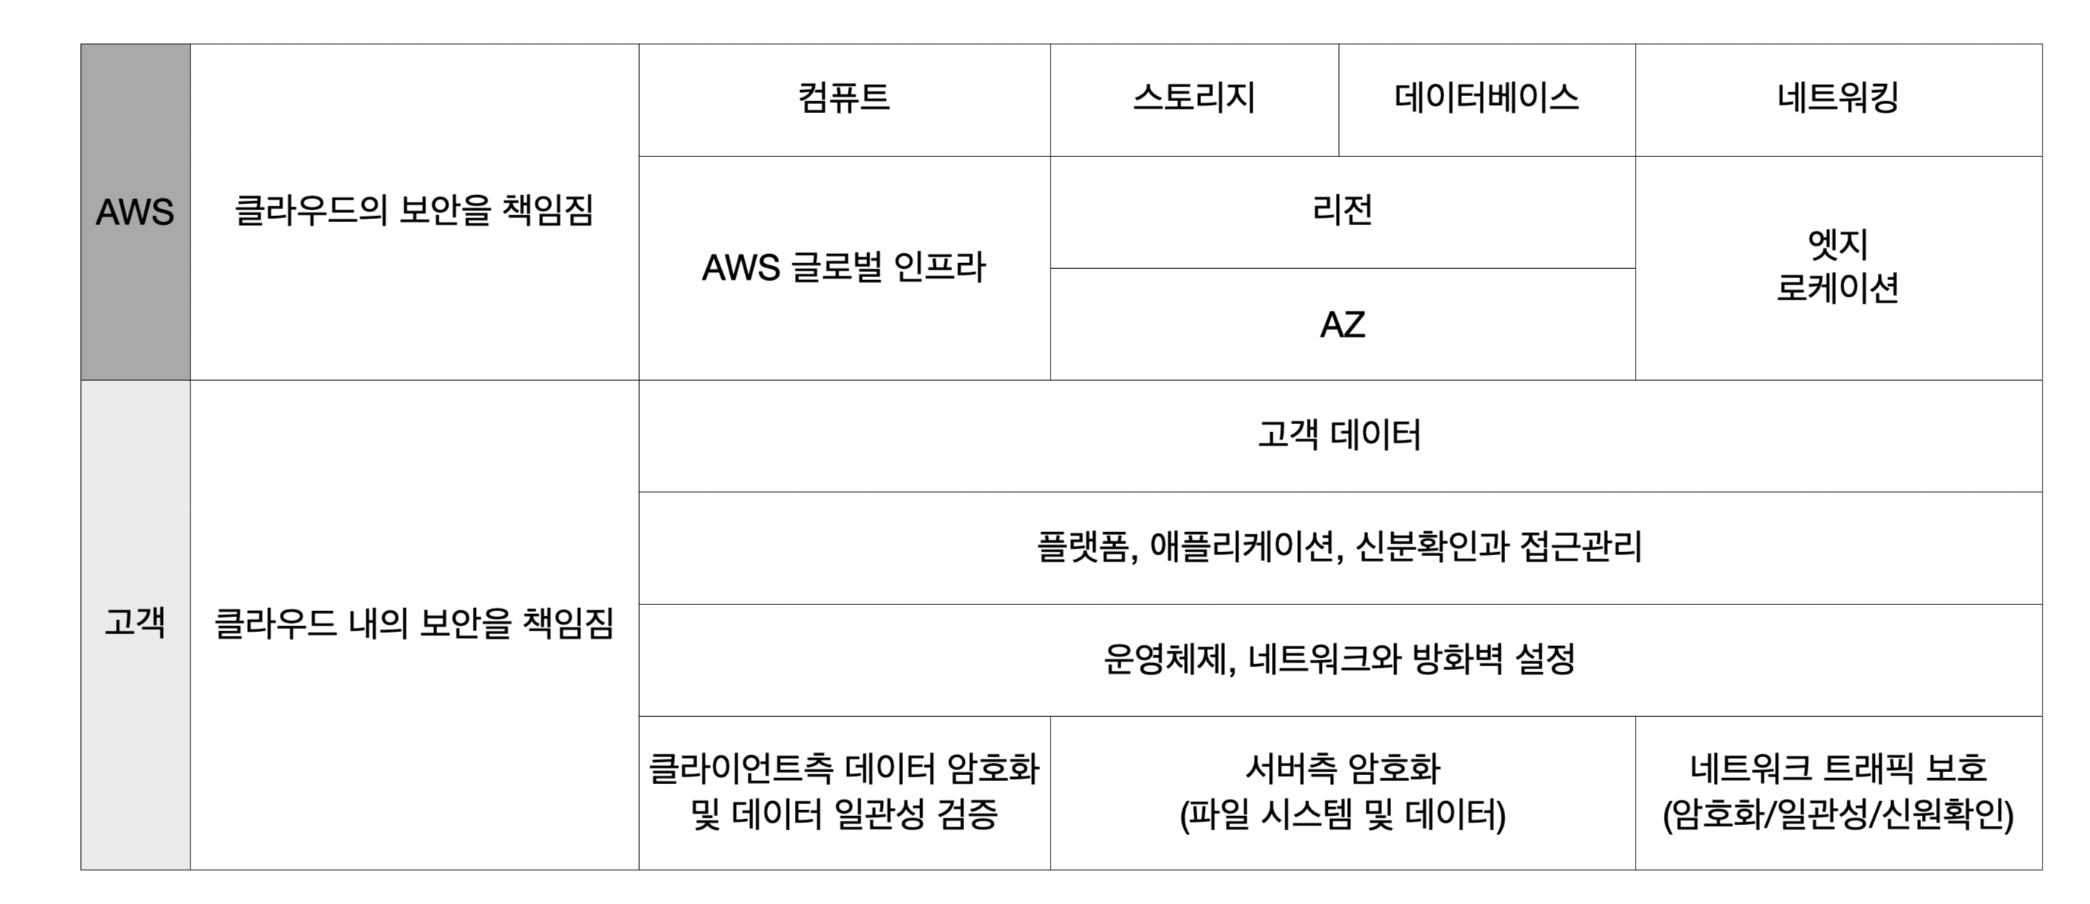 AWS
클라우드의 보안을 책임짐
컴퓨트
스토리지
데이터베이스
네트워킹
AWS 글로벌 인프라
리전
AZ
엣지
로케이션
고객
클라우드 내의 보안을 책임짐
고객 데이터
플랫폼, 애플리케이션, 신분확인과 접근관리
운영체제, 네트워크와 방화벽 설정
클라이언트측 데이터 암호화
및 데이터 일관성 검증
서버측 암호화
(파일 시스템 및 데이터)
네트워크 트래픽 보호
(암호화/일관성/신원확인)